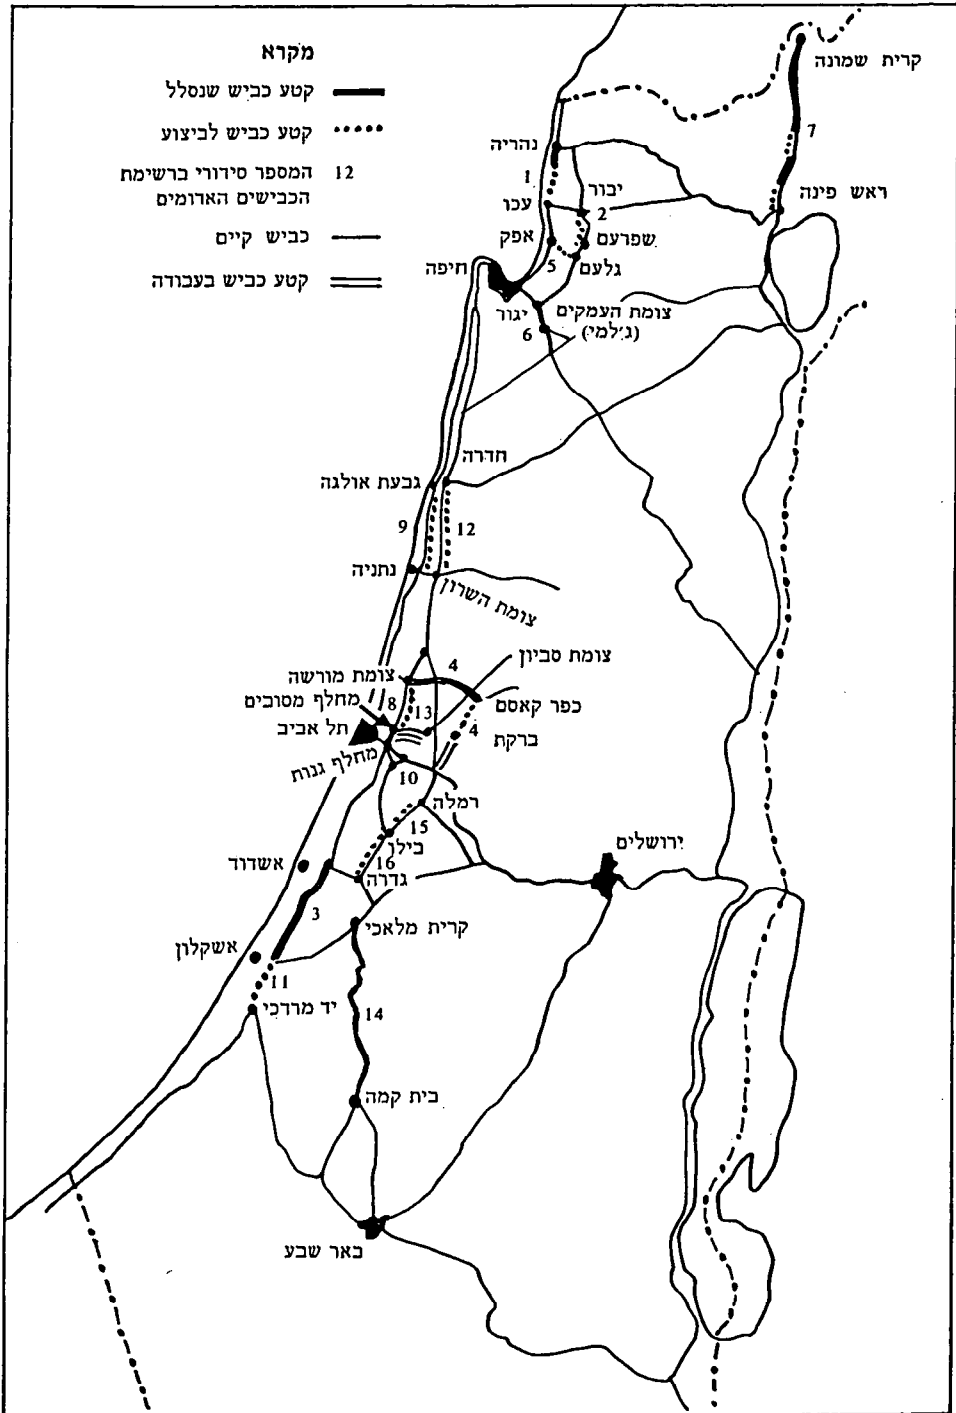 מקרא
קטע כביש שנסלל
קטע כביש לביצוע
12 המספר סידורי ברשימת
הכבישים האדומים
כביש קיים
קטע כביש בעבודה
קרית שמונה
7
נהריה
1
יבור
ראש פינה
עכו
2
אפק
שפרעם
גלעם
5
חיפה
יגור
צומת העמקים
(ג'למי)
6
חדרה
גבעת אולגה
9
12
נתניה
צומת השרון
צומת סביון
4
צומת מורשה
מחלף מסובים
8
13
כפר קאסם
תל אביב
4
ברקת
מחלף גנות
10
רמלה
15
בילו
16
ירושלים
אשדוד
גדרה
3
קרית מלאכי
אשקלון
11
יד מרדכי
14
בית קמה
באר שבע